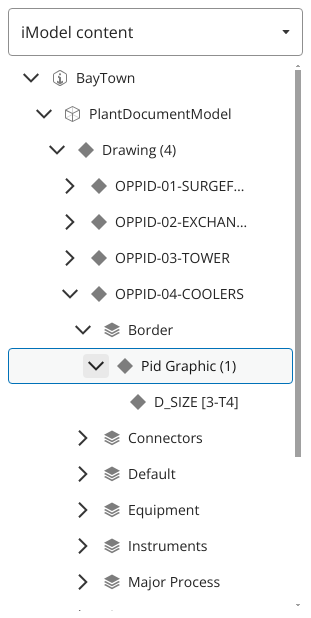 iModel content
BayTown
PlantDocumentModel
Drawing (4)
OPPID-01-SURGEF...
OPPID-02-EXCHAN...
OPPID-03-TOWER
OPPID-04-COOLERS
Border
Pid Graphic (1)
D_SIZE [3-T4]
Connectors
Default
Equipment
Instruments
Major Process